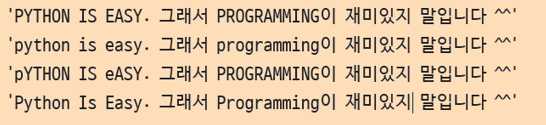 'PYTHON IS EASY. 그래서 PROGRAMMING이 재미있지 말입니다 ^^'
'python is easy. 그래서 programming이 재미있지 말입니다 ^^'
'pYTHON IS eASY. 그래서 PROGRAMMING이 재미있지 말입니다 ^^'
'Python Is Easy. 그래서 Programming이 재미있지 말입니다 ^^'